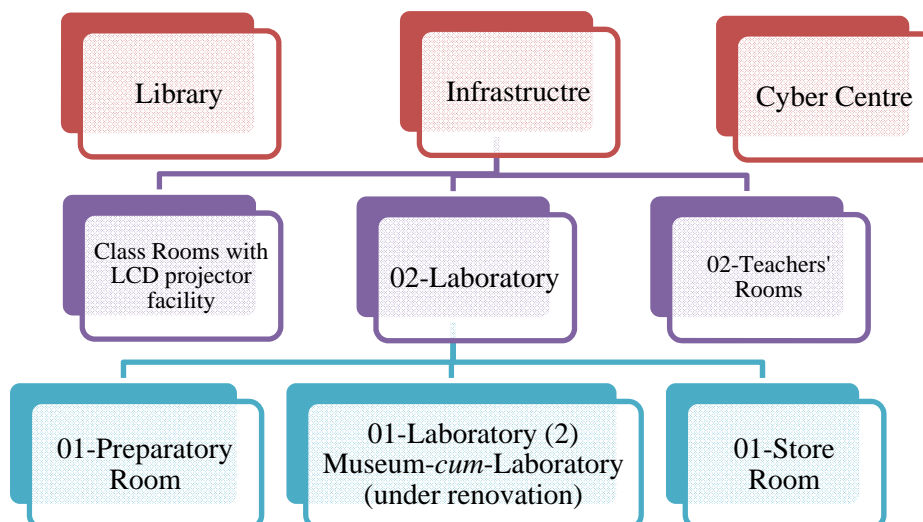 Library
Infrastructre
Cyber Centre
Class Rooms with
LCD projector
facility
02-Laboratory
02-Teachers'
Rooms
01-Preparatory
Room
01-Laboratory (2)
Museum-cum-Laboratory
(under renovation)
01-Store
Room